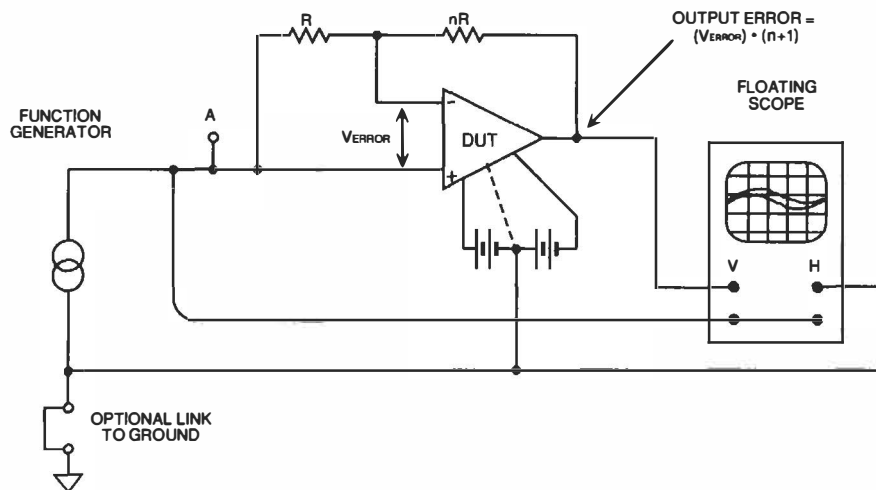 R
nR
OUTPUT ERROR =
(VERROR) • (n+1)
FLOATING
SCOPE
FUNCTION
GENERATOR
A
VERROR
-
DUT
+
V
H
OPTIONAL LINK
TO GROUND